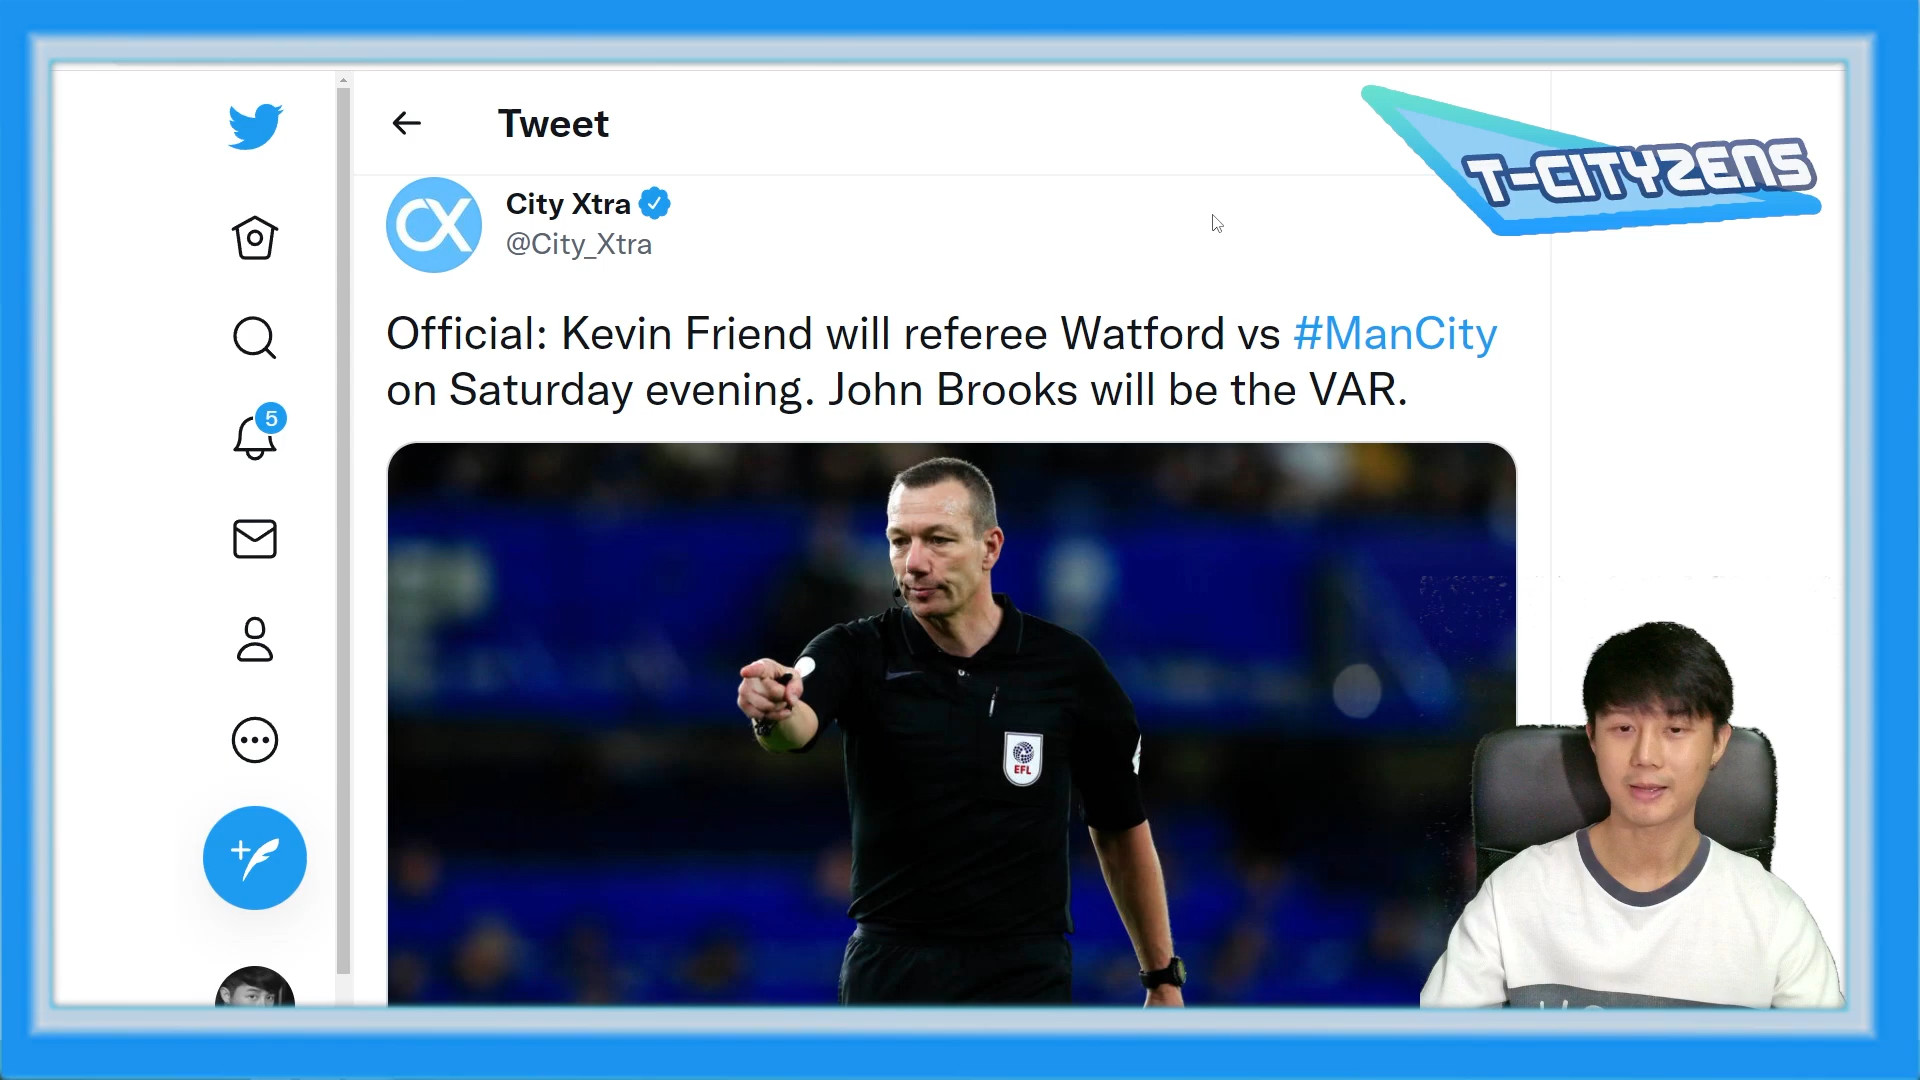 Tweet
T-CITYZENS
CX
City Xtra
@City_Xtra
Official: Kevin Friend will referee Watford vs #ManCity
on Saturday evening. John Brooks will be the VAR.
5
EFL